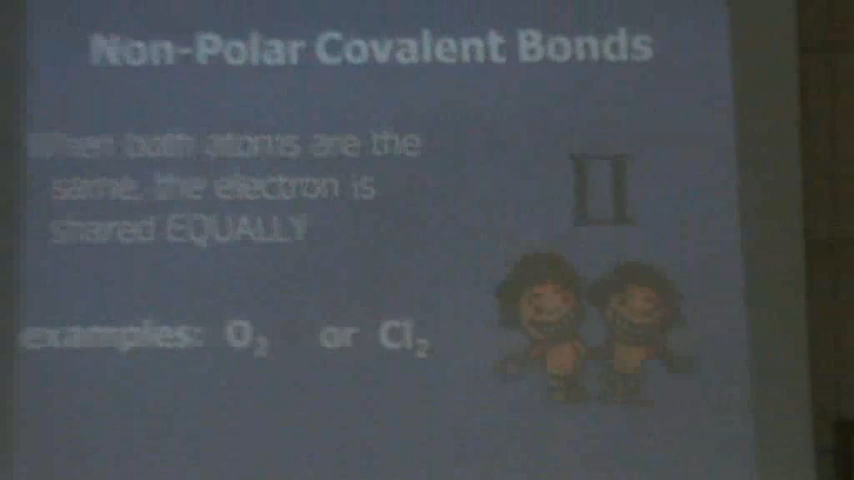 Non-Polar Covalent Bonds
When both atoms are the
same, the electron is
shared EQUALLY
examples: O₂ or Cl₂